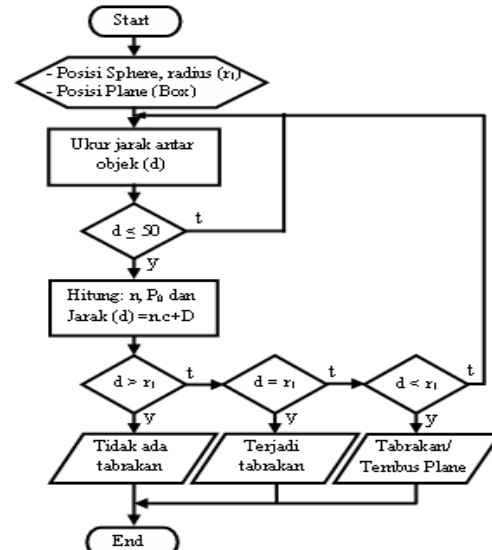 Start
- Posisi Sphere, radius (r₁)
- Posisi Plane (Box)
Ukur jarak antar
objek (d)
d ≤ 50
t
y
Hitung: n, P₀ dan
Jarak (d) =n.c+D
d > r₁
t
d = r₁
t
d < r₁
t
y
y
y
Tidak ada
tabrakan
Terjadi
tabrakan
Tabrakan/
Tembus Plane
End